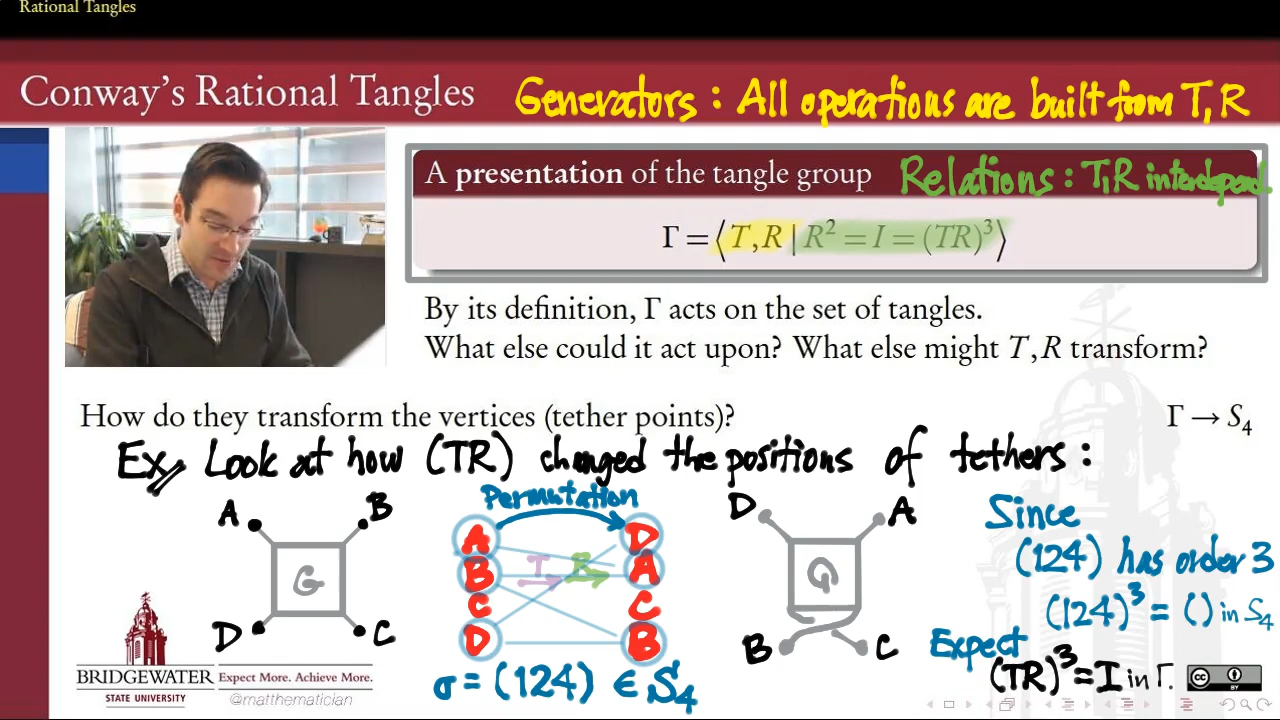 Rational Tangles
Conway's Rational Tangles
Generators : All operations are built from T, R
A presentation of the tangle group
Relations : T, R interdepend.
Γ = ⟨T, R | R² = I = (TR)³⟩
By its definition, Γ acts on the set of tangles.
What else could it act upon? What else might T, R transform?
How do they transform the vertices (tether points)?
Γ → S₄
Ex Look at how (TR) changed the positions of tethers :
A B
D C
G
Permutation
A D
B A
C C
D B
T R
σ = (124) ∈ S₄
D A
B C
Since
(124) has order 3
(124)³ = () in S₄
Expect
(TR)³ = I in Γ.
BRIDGEWATER
STATE UNIVERSITY
Expect More. Achieve More.
@matthematician
CC BY